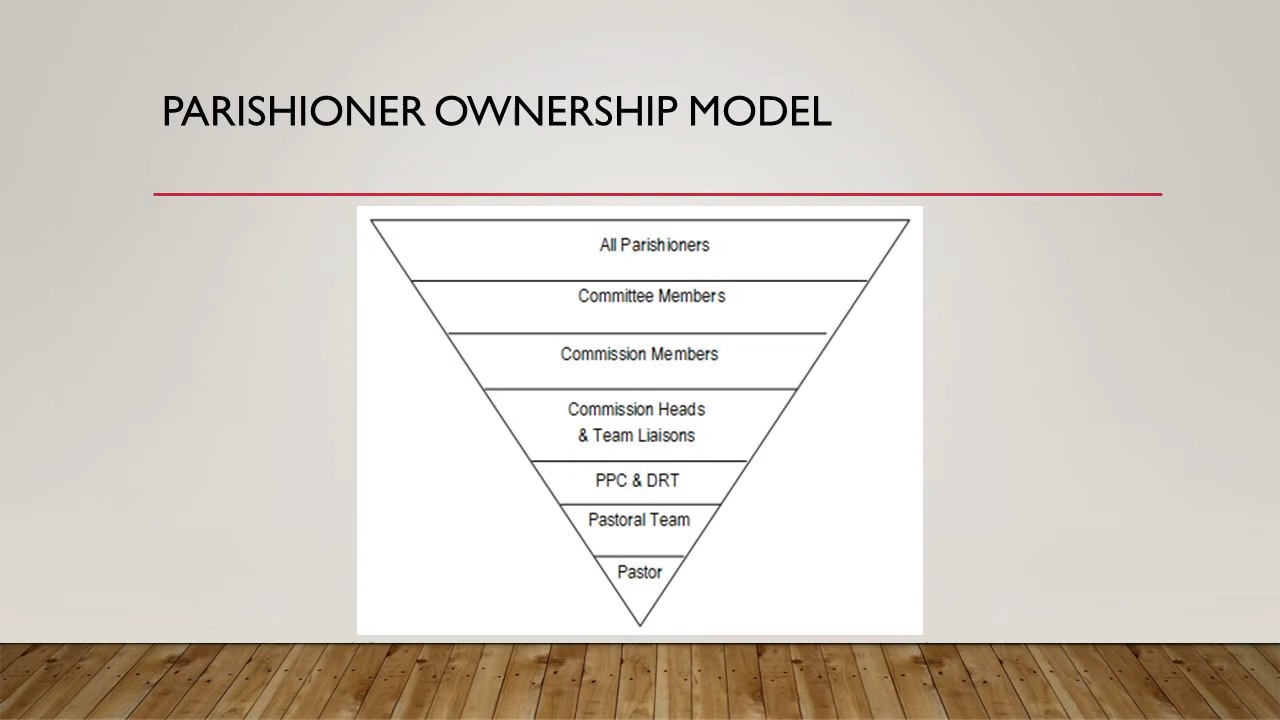 PARISHIONER OWNERSHIP MODEL
All Parishioners
Committee Members
Commission Members
Commission Heads
& Team Liaisons
PPC & DRT
Pastoral Team
Pastor